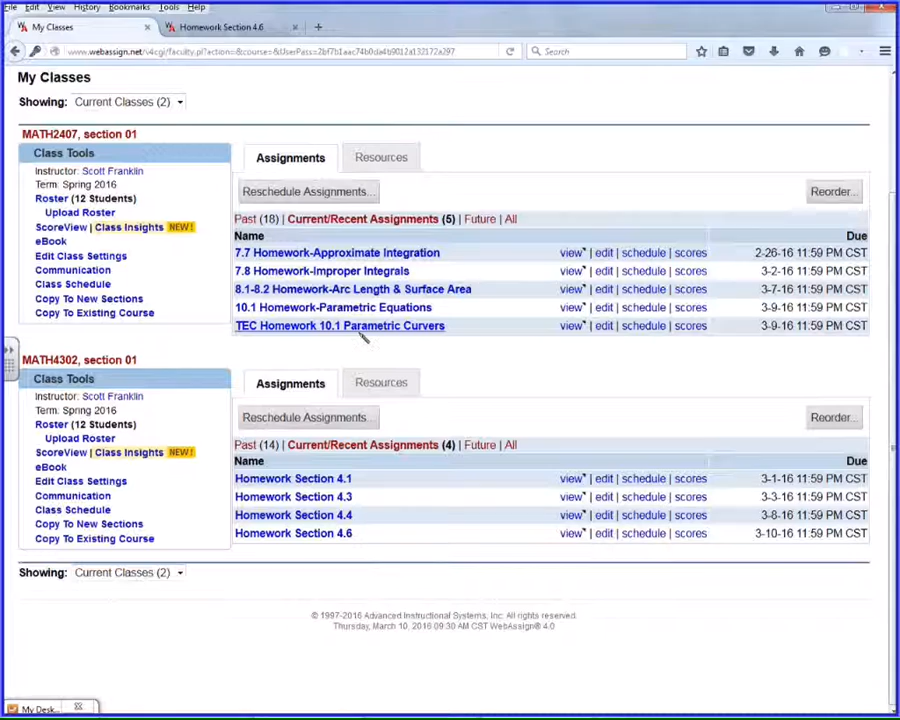 File Edit View History Bookmarks Tools Help
My Classes Homework Section 4.6
Search
My Classes
Showing: Current Classes (2)
MATH2407, section 01
Class Tools
Instructor: Scott Franklin
Term: Spring 2016
Roster (12 Students)
Upload Roster
ScoreView | Class Insights NEW!
eBook
Edit Class Settings
Communication
Class Schedule
Copy To New Sections
Copy To Existing Course
Assignments Resources
Reschedule Assignments... Reorder...
Past (18) | Current/Recent Assignments (5) | Future | All
Name Due
7.7 Homework-Approximate Integration view | edit | schedule | scores 2-26-16 11:59 PM CST
7.8 Homework-Improper Integrals view | edit | schedule | scores 3-2-16 11:59 PM CST
8.1-8.2 Homework-Arc Length & Surface Area view | edit | schedule | scores 3-7-16 11:59 PM CST
10.1 Homework-Parametric Equations view | edit | schedule | scores 3-9-16 11:59 PM CST
TEC Homework 10.1 Parametric Curvers view | edit | schedule | scores 3-9-16 11:59 PM CST
MATH4302, section 01
Class Tools
Instructor: Scott Franklin
Term: Spring 2016
Roster (12 Students)
Upload Roster
ScoreView | Class Insights NEW!
eBook
Edit Class Settings
Communication
Class Schedule
Copy To New Sections
Copy To Existing Course
Assignments Resources
Reschedule Assignments... Reorder...
Past (14) | Current/Recent Assignments (4) | Future | All
Name Due
Homework Section 4.1 view | edit | schedule | scores 3-1-16 11:59 PM CST
Homework Section 4.3 view | edit | schedule | scores 3-3-16 11:59 PM CST
Homework Section 4.4 view | edit | schedule | scores 3-8-16 11:59 PM CST
Homework Section 4.6 view | edit | schedule | scores 3-10-16 11:59 PM CST
Showing: Current Classes (2)
© 1997-2016 Advanced Instructional Systems, Inc. All rights reserved.
Thursday, March 10, 2016 09:30 AM CST WebAssign® 4.0
My Desk...